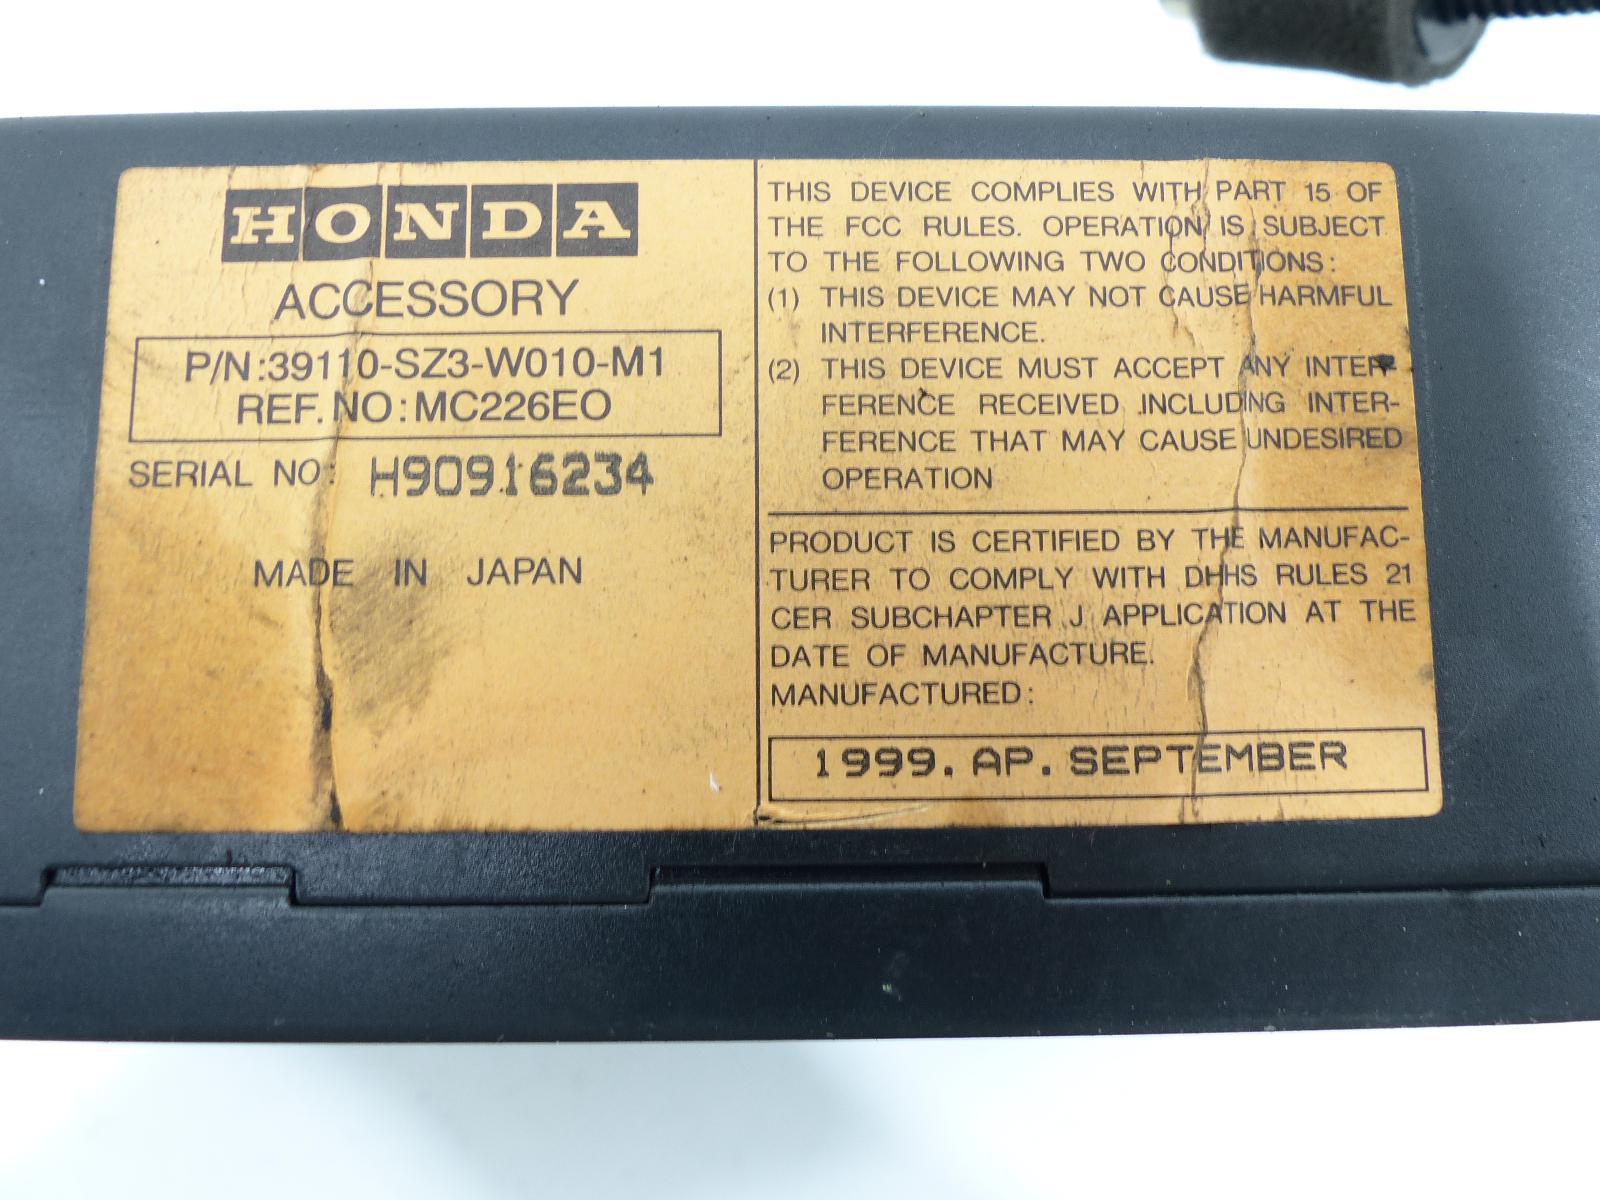 HONDA
ACCESSORY
P/N:39110-SZ3-W010-M1
REF.NO:MC226EO
SERIAL NO: H90916234
MADE IN JAPAN
THIS DEVICE COMPLIES WITH PART 15 OF
THE FCC RULES. OPERATION IS SUBJECT
TO THE FOLLOWING TWO CONDITIONS:
(1) THIS DEVICE MAY NOT CAUSE HARMFUL
INTERFERENCE.
(2) THIS DEVICE MUST ACCEPT ANY INTER-
FERENCE RECEIVED INCLUDING INTER-
FERENCE THAT MAY CAUSE UNDESIRED
OPERATION
PRODUCT IS CERTIFIED BY THE MANUFAC-
TURER TO COMPLY WITH DHHS RULES 21
CER SUBCHAPTER J APPLICATION AT THE
DATE OF MANUFACTURE.
MANUFACTURED:
1999. AP. SEPTEMBER